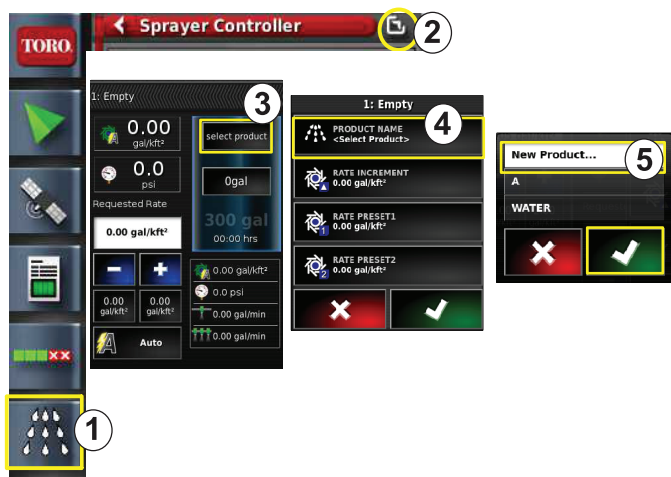 TORO
Sprayer Controller
2
1: Empty
3
0.00
gal/kft²
select product
0.0
psi
0gal
Requested Rate
0.00 gal/kft²
300 gal
00:00 hrs
0.00
gal/kft²
0.00
gal/kft²
Auto
0.00 gal/kft²
0.0 psi
0.00 gal/min
0.00 gal/min
1: Empty
4
PRODUCT NAME
<Select Product>
RATE INCREMENT
0.00 gal/kft²
RATE PRESET1
0.00 gal/kft²
1
RATE PRESET2
0.00 gal/kft²
2
New Product...
5
A
WATER
1